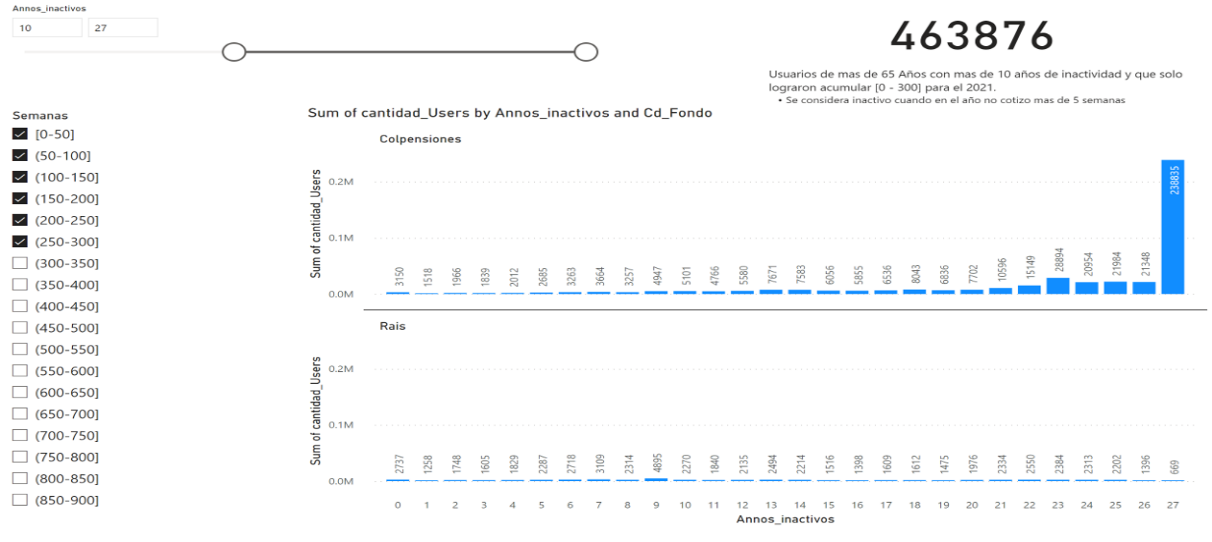 Annos_inactivos
10 27
463876
Usuarios de mas de 65 Años con mas de 10 años de inactividad y que solo
lograron acumular [0 - 300] para el 2021.
• Se considera inactivo cuando en el año no cotizo mas de 5 semanas
Semanas
[0-50]
(50-100]
(100-150]
(150-200]
(200-250]
(250-300]
(300-350]
(350-400]
(400-450]
(450-500]
(500-550]
(550-600]
(600-650]
(650-700]
(700-750]
(750-800]
(800-850]
(850-900]
Sum of cantidad_Users by Annos_inactivos and Cd_Fondo
Colpensiones
Sum of cantidad_Users
0.2M
0.1M
0.0M
3150 1518 1966 1839 2012 2685 3263 3664 3257 4947 5101 4766 5580 7671 7583 6056 5855 6536 8043 6836 7702 10596 15149 28894 20954 21984 21348 238835
Rais
Sum of cantidad_Users
0.2M
0.1M
0.0M
2737 1258 1748 1605 1829 2287 2718 3109 2314 4895 2270 1840 2135 2494 2214 1516 1398 1609 1612 1475 1976 2334 2550 2384 2313 2202 1396 669
0 1 2 3 4 5 6 7 8 9 10 11 12 13 14 15 16 17 18 19 20 21 22 23 24 25 26 27
Annos_inactivos